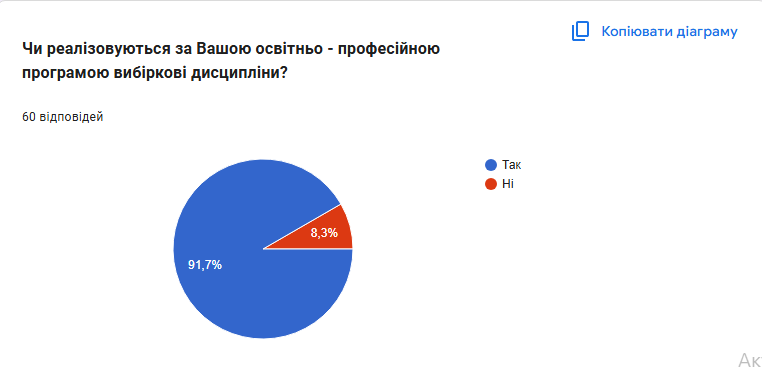 Чи реалізовуються за Вашою освітньо - професійною
програмою вибіркові дисципліни?
Копіювати діаграму
60 відповідей
Так
Ні
8,3%
91,7%